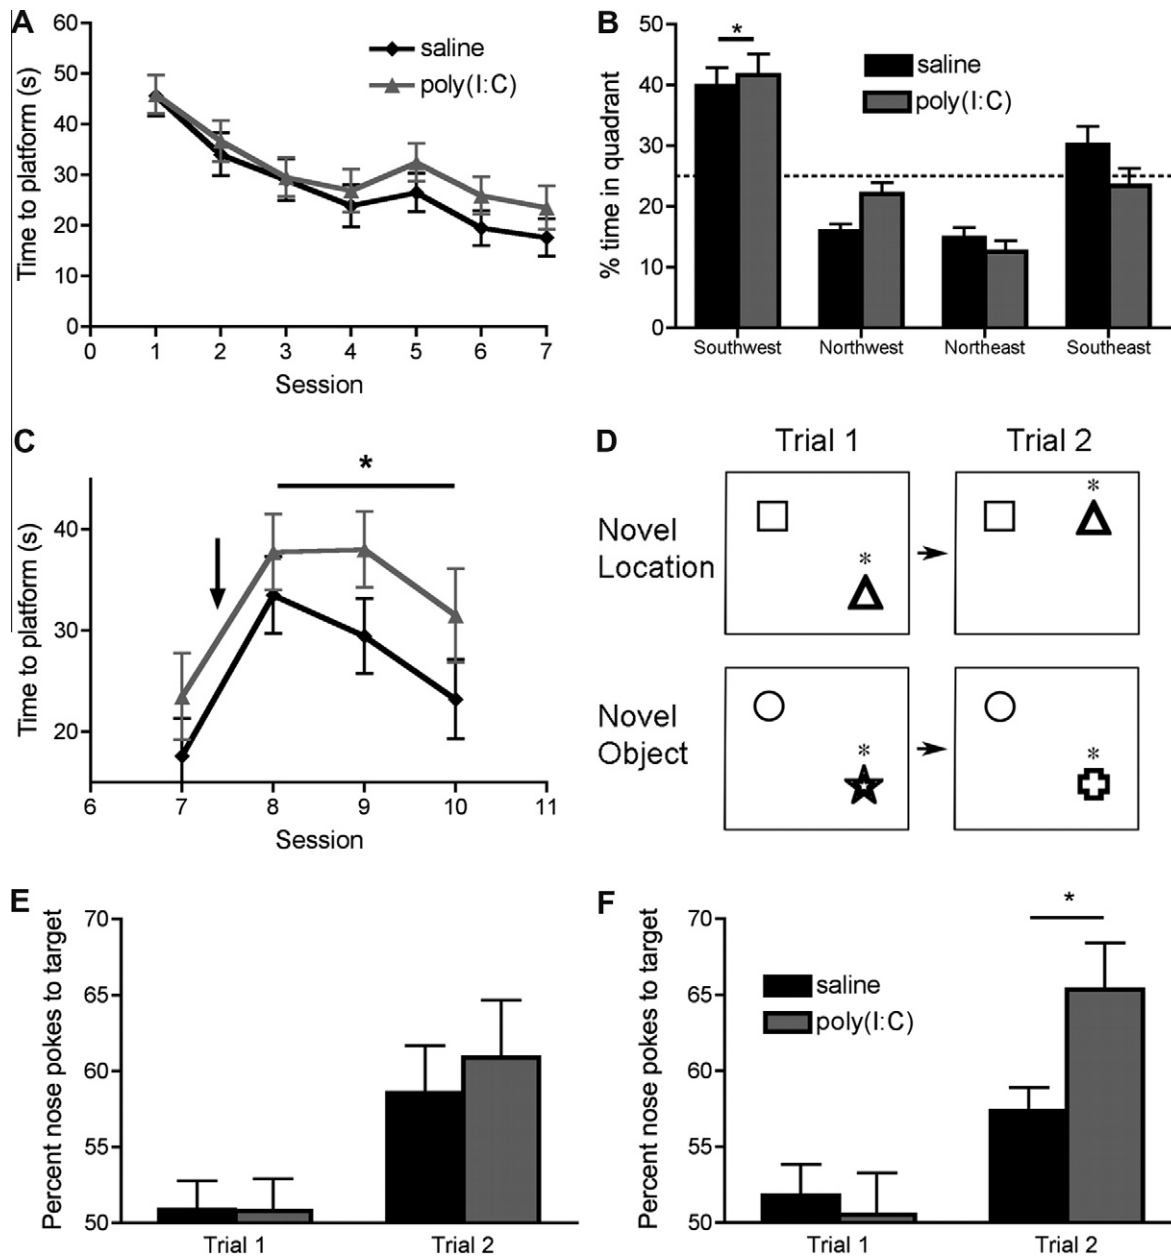 A
Time to platform (s)
60
50
40
30
20
10
0
saline
poly(I:C)
0 1 2 3 4 5 6 7
Session
B
% time in quadrant
50
40
30
20
10
0
*
saline
poly(I:C)
Southwest Northwest Northeast Southeast
C
Time to platform (s)
40
30
20
*
6 7 8 9 10 11
Session
D
Trial 1 Trial 2
Novel
Location
*
*
Novel
Object
*
*
E
Percent nose pokes to target
70
65
60
55
50
Trial 1 Trial 2
F
Percent nose pokes to target
70
65
60
55
50
*
saline
poly(I:C)
Trial 1 Trial 2